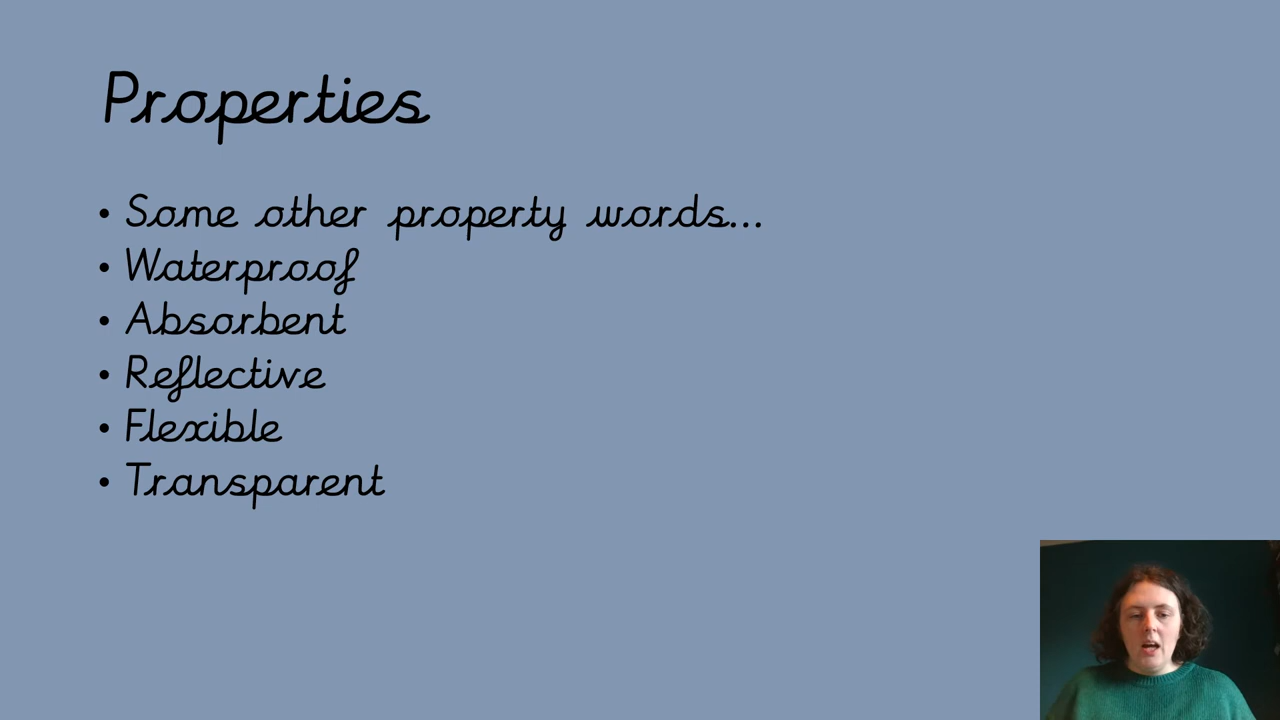 Properties
• Some other property words...
• Waterproof
• Absorbent
• Reflective
• Flexible
• Transparent